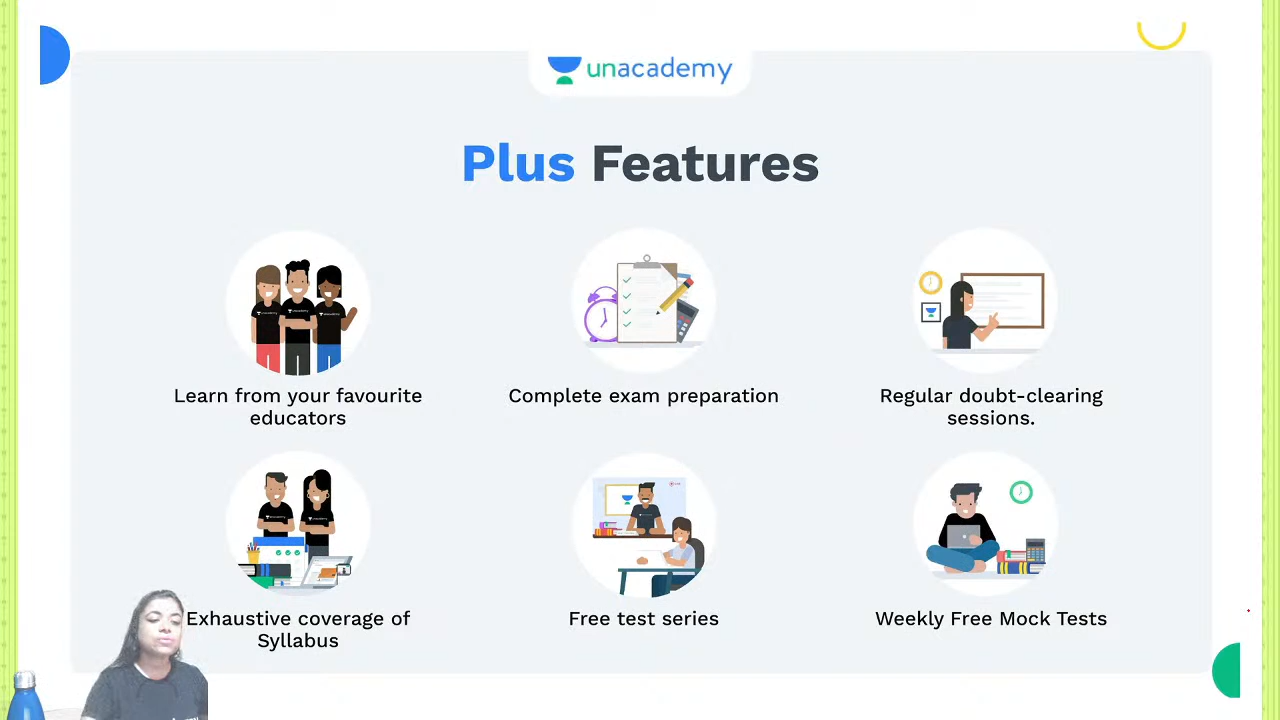 unacademy
Plus Features
Learn from your favourite
educators
Complete exam preparation
Regular doubt-clearing
sessions.
Exhaustive coverage of
Syllabus
Free test series
Weekly Free Mock Tests